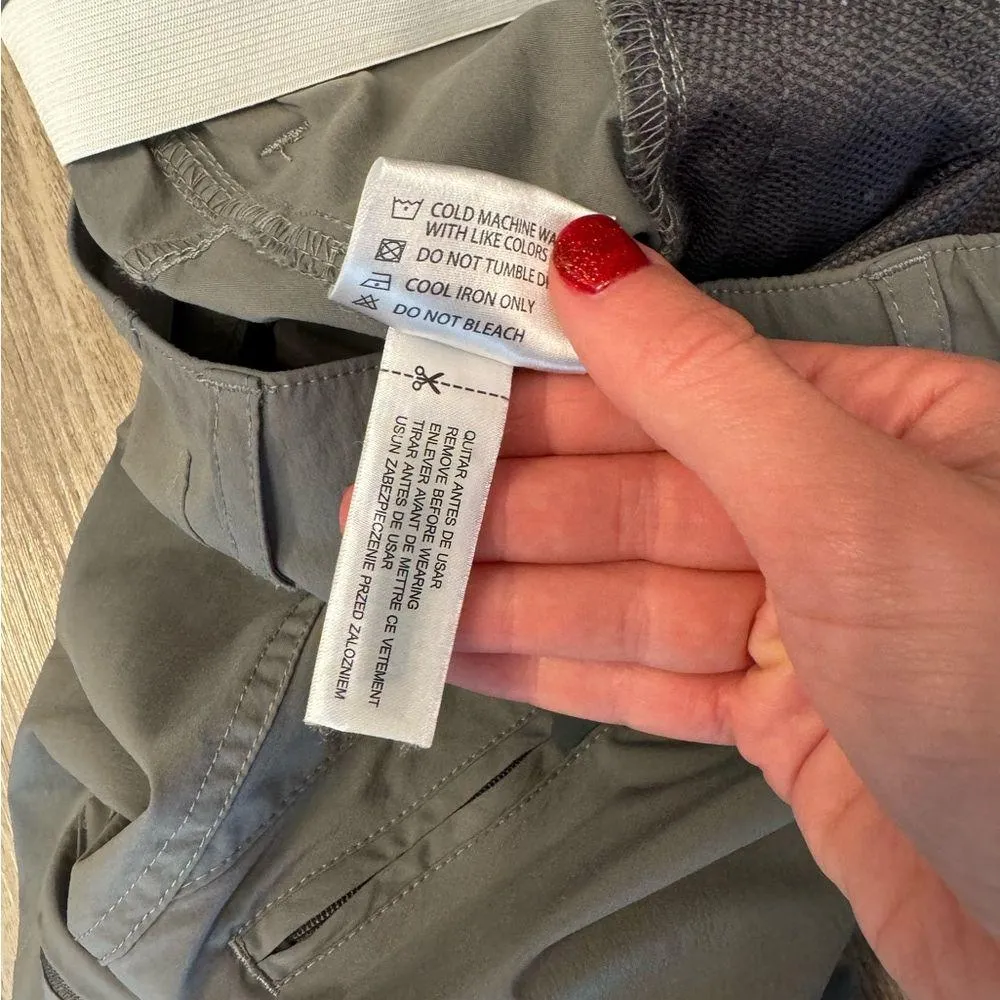 COLD MACHINE
WITH LIKE COLORS
DO NOT TUMBLE
COOL IRON ONLY
DO NOT BLEACH
QUITAR ANTES DE USAR
REMOVE BEFORE WEARING
ENLEVER AVANT DE METTRE CE VETEMENT
TIRAR ANTES DE USAR
USUN ZABEZPIECZENIE PRZED ZALOZNIEM